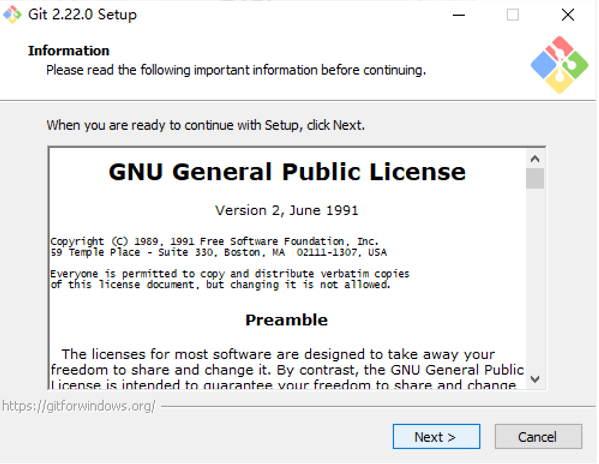 Git 2.22.0 Setup
Information
Please read the following important information before continuing.
When you are ready to continue with Setup, click Next.
GNU General Public License
Version 2, June 1991
Copyright (C) 1989, 1991 Free Software Foundation, Inc.
59 Temple Place - Suite 330, Boston, MA  02111-1307, USA
Everyone is permitted to copy and distribute verbatim copies
of this license document, but changing it is not allowed.
Preamble
The licenses for most software are designed to take away your
freedom to share and change it. By contrast, the GNU General Public
License is intended to guarantee your freedom to share and change
https://gitforwindows.org/
Next >
Cancel